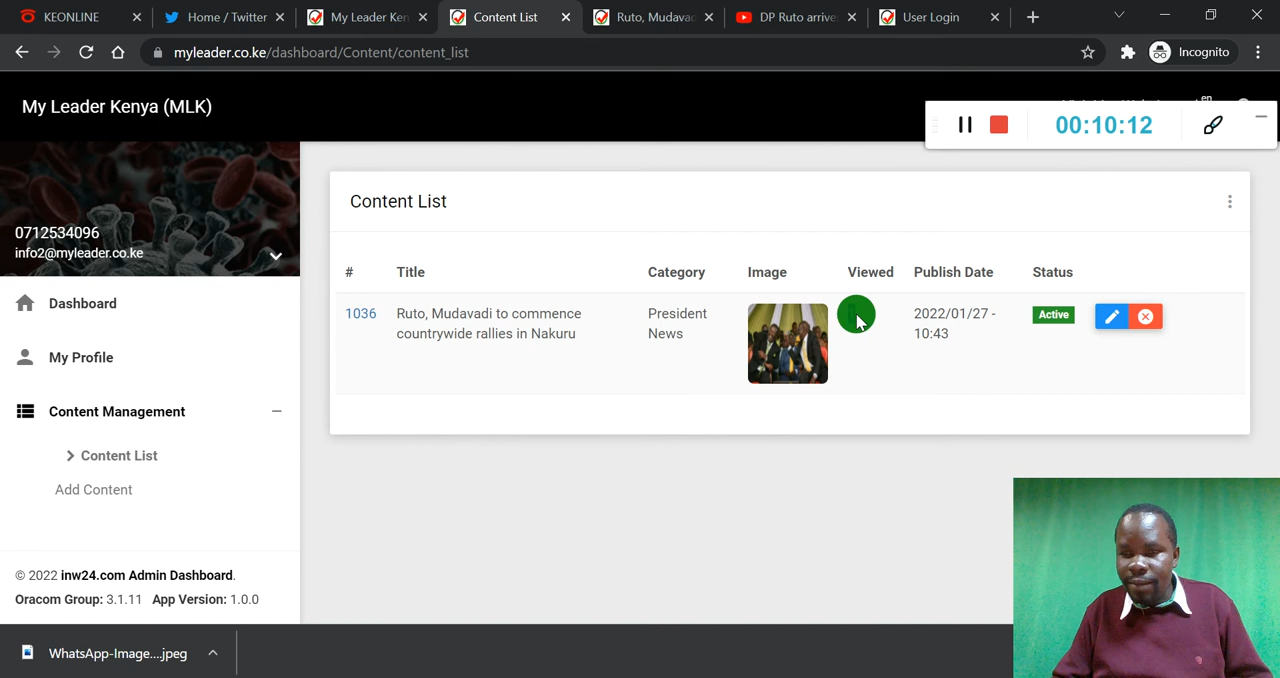 KEONLINE
Home / Twitter
My Leader Ken
Content List
Ruto, Mudavac
DP Ruto arrive
User Login
myleader.co.ke/dashboard/Content/content_list
Incognito
My Leader Kenya (MLK)
en
00:10:12
Content List
0712534096
info2@myleader.co.ke
# Title Category Image Viewed Publish Date Status
1036 Ruto, Mudavadi to commence countrywide rallies in Nakuru
President News
2022/01/27 - 10:43
Active
Dashboard
My Profile
Content Management
Content List
Add Content
© 2022 inw24.com Admin Dashboard.
Oracom Group: 3.1.11 App Version: 1.0.0
WhatsApp-Image....jpeg